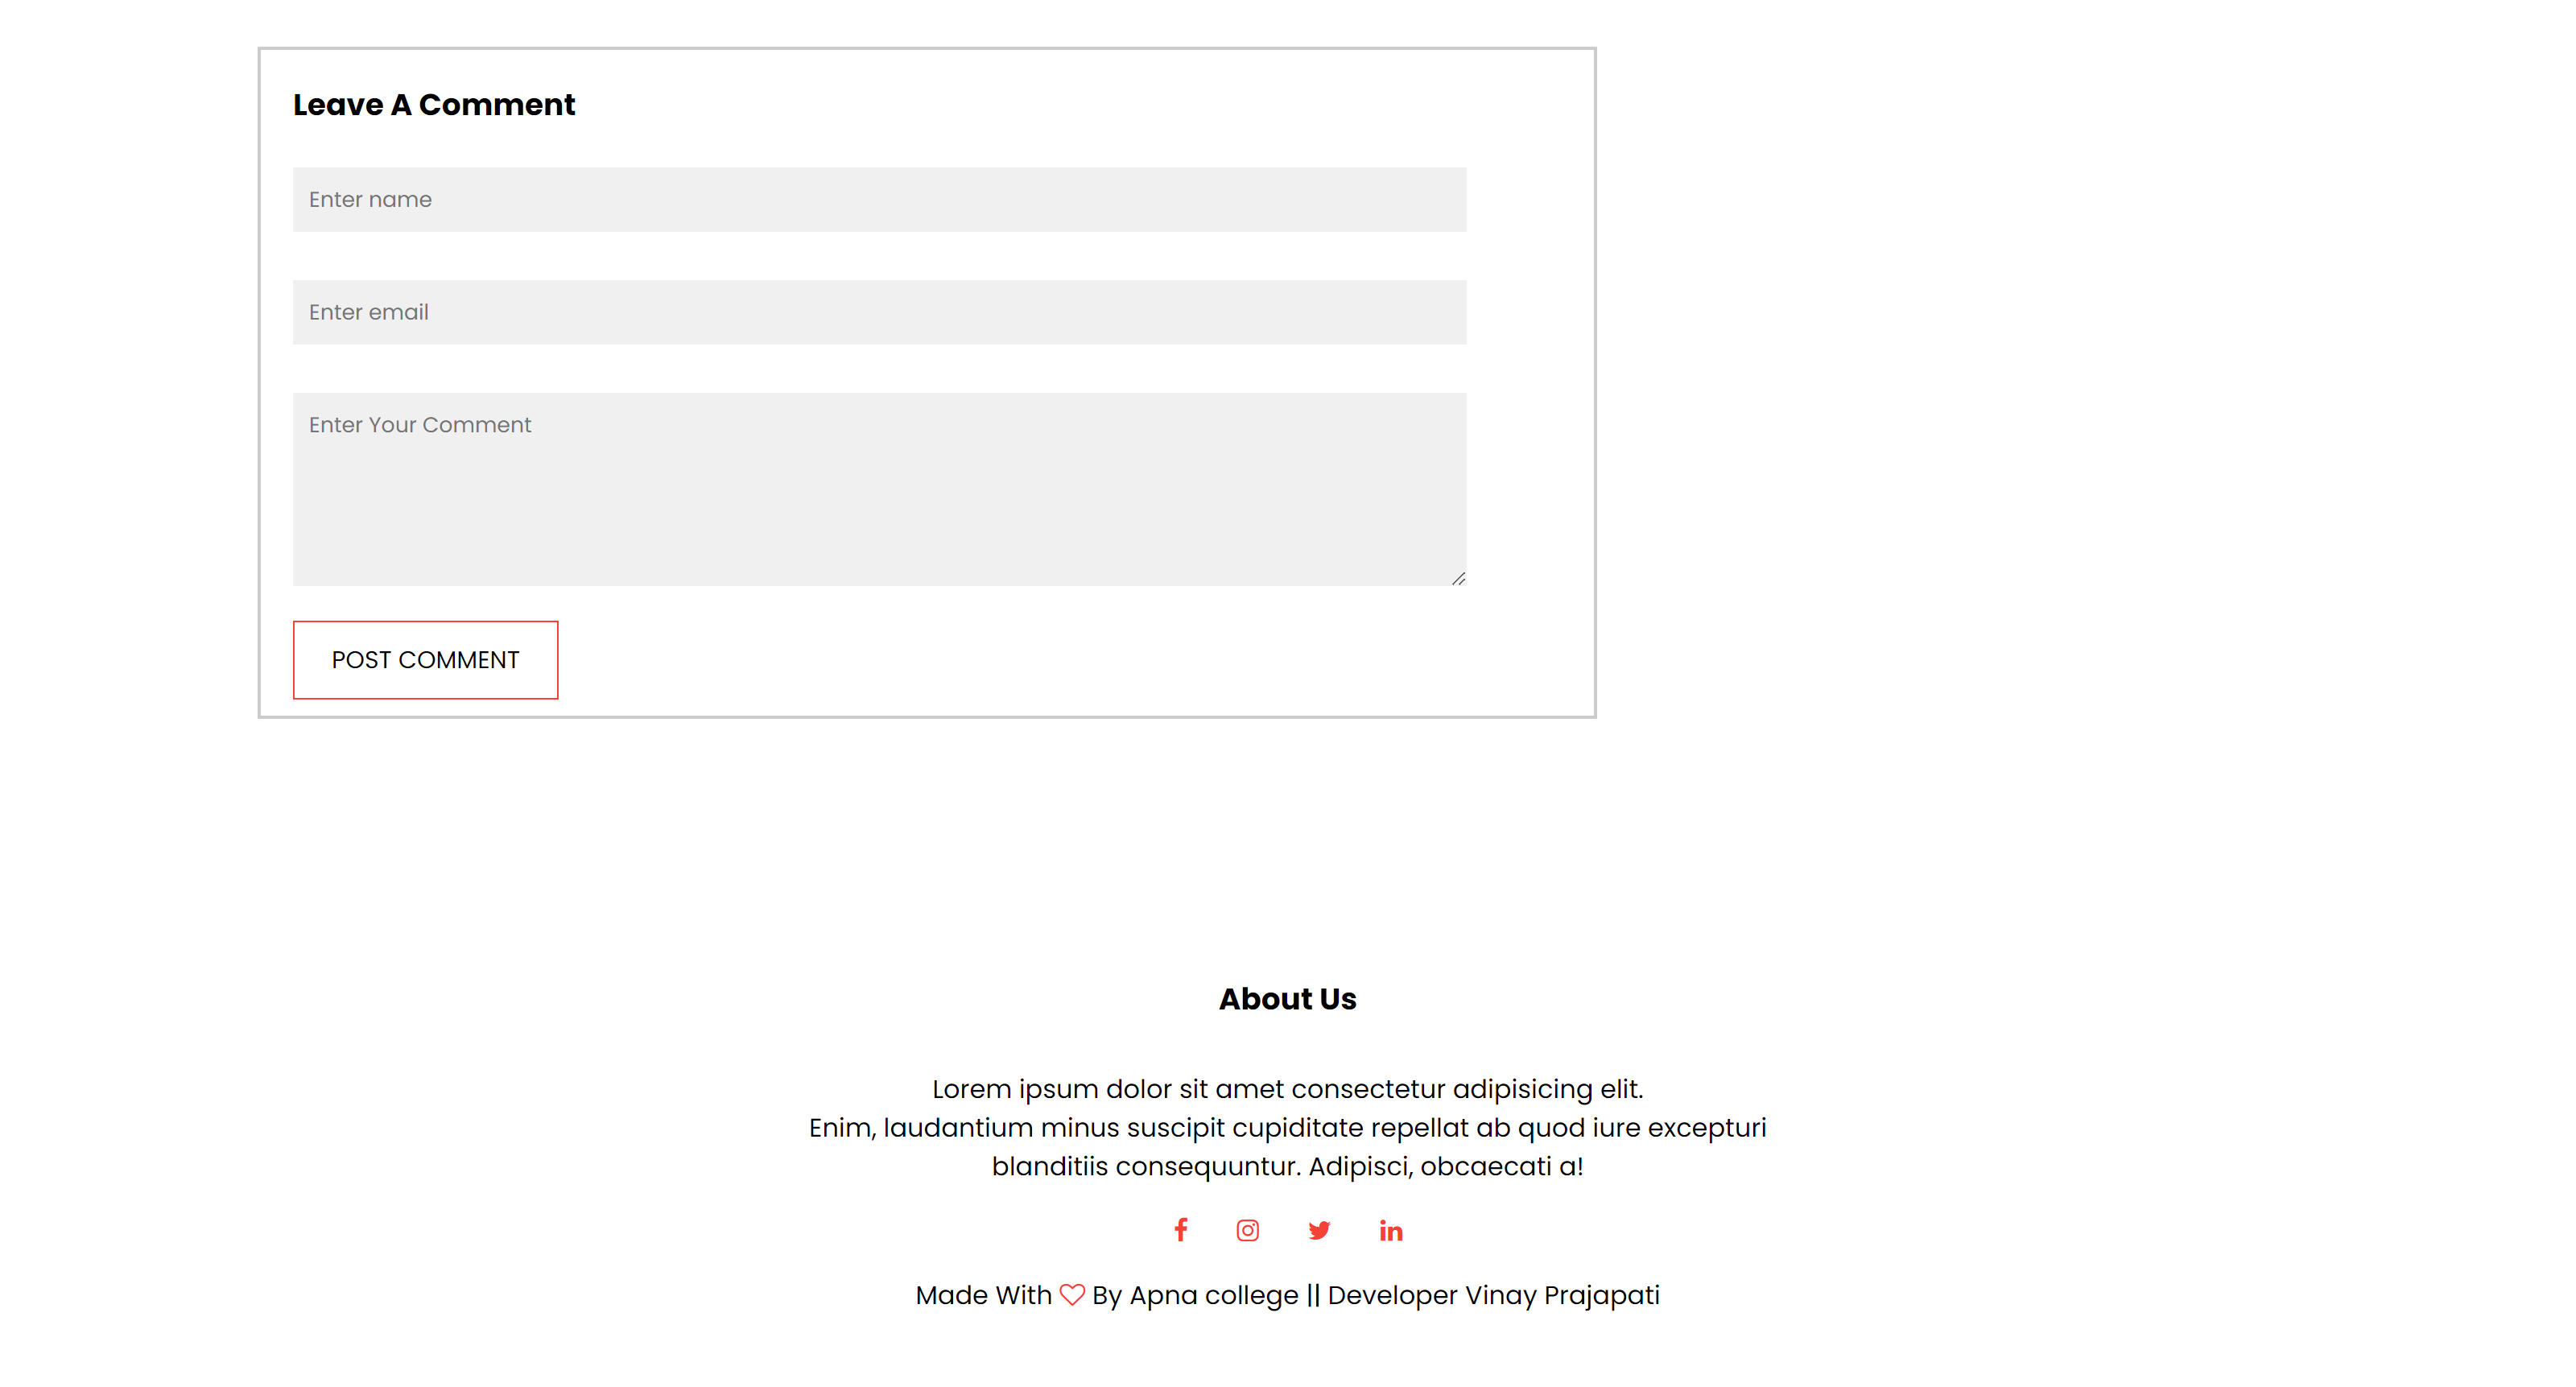 Leave A Comment
Enter name
Enter email
Enter Your Comment
POST COMMENT
About Us
Lorem ipsum dolor sit amet consectetur adipisicing elit.
Enim, laudantium minus suscipit cupiditate repellat ab quod iure excepturi
blanditiis consequuntur. Adipisci, obcaecati a!
Made With ♡ By Apna college || Developer Vinay Prajapati